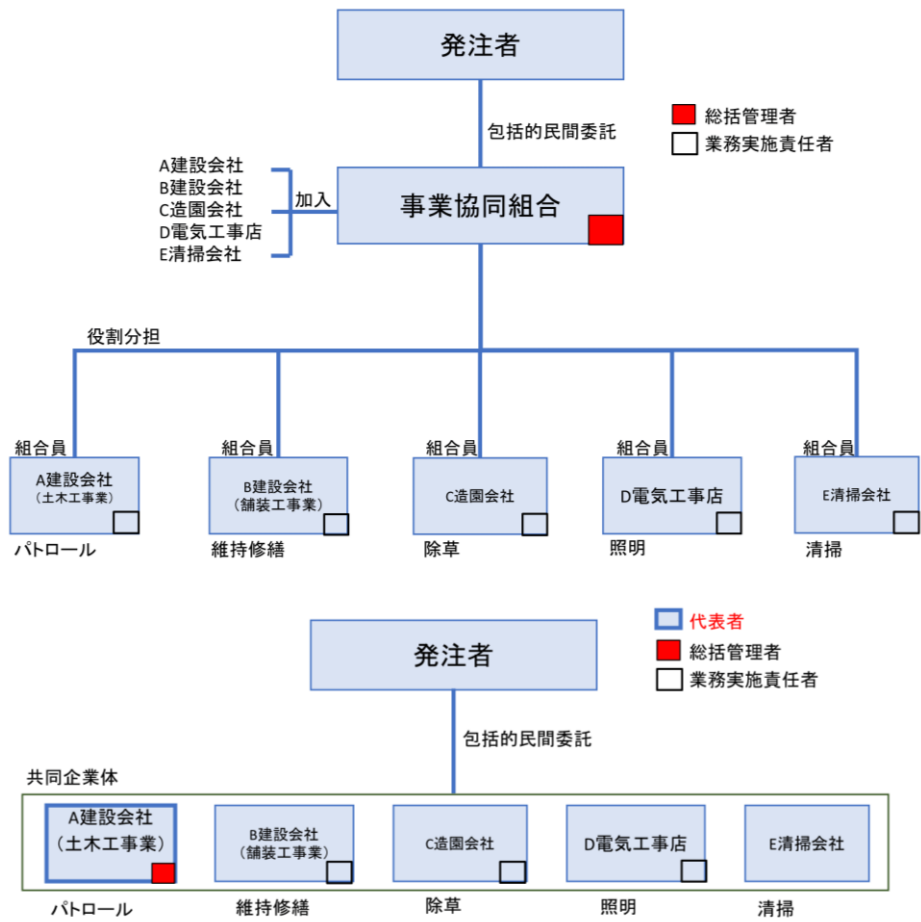 発注者
包括的民間委託
総括管理者
業務実施責任者
A建設会社
B建設会社
C造園会社
D電気工事店
E清掃会社
加入
事業協同組合
役割分担
組合員
組合員
組合員
組合員
組合員
A建設会社
(土木工事業)
B建設会社
(舗装工事業)
C造園会社
D電気工事店
E清掃会社
パトロール
維持修繕
除草
照明
清掃
発注者
代表者
総括管理者
業務実施責任者
包括的民間委託
共同企業体
A建設会社
(土木工事業)
B建設会社
(舗装工事業)
C造園会社
D電気工事店
E清掃会社
パトロール
維持修繕
除草
照明
清掃